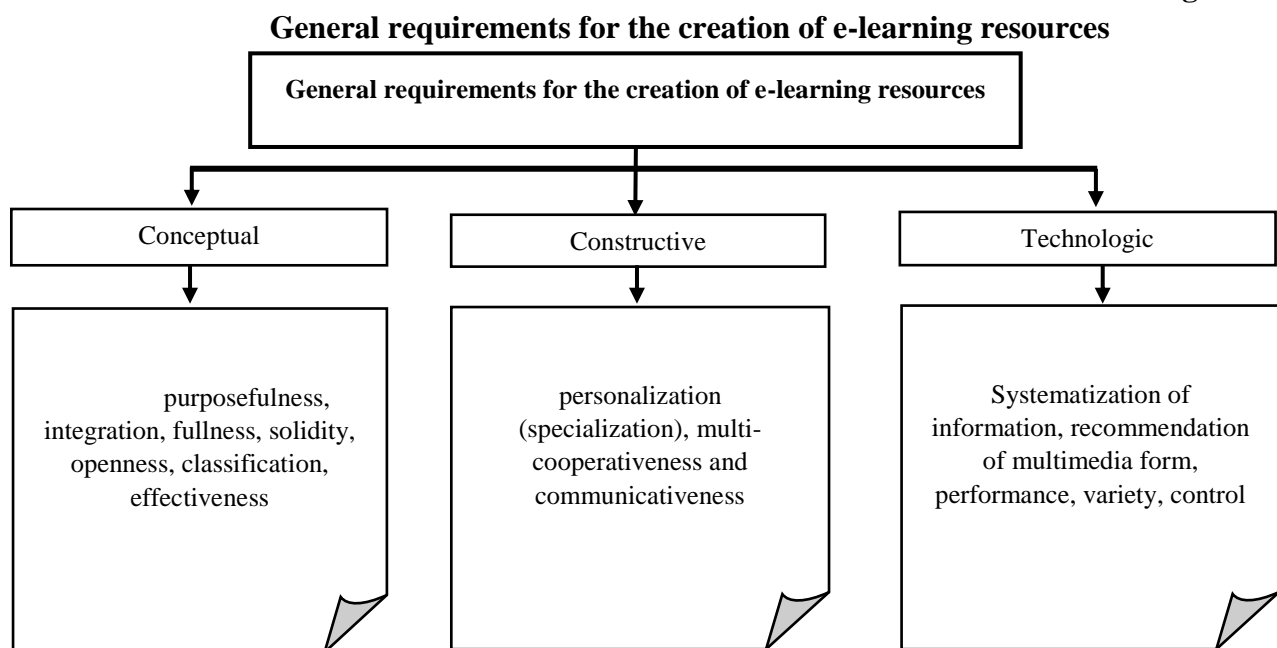 General requirements for the creation of e-learning resources
General requirements for the creation of e-learning resources
Conceptual
Constructive
Technologic
purposefulness,
integration, fullness, solidity,
openness, classification,
effectiveness
personalization
(specialization), multi-
cooperativeness and
communicativeness
Systematization of
information, recommendation
of multimedia form,
performance, variety, control